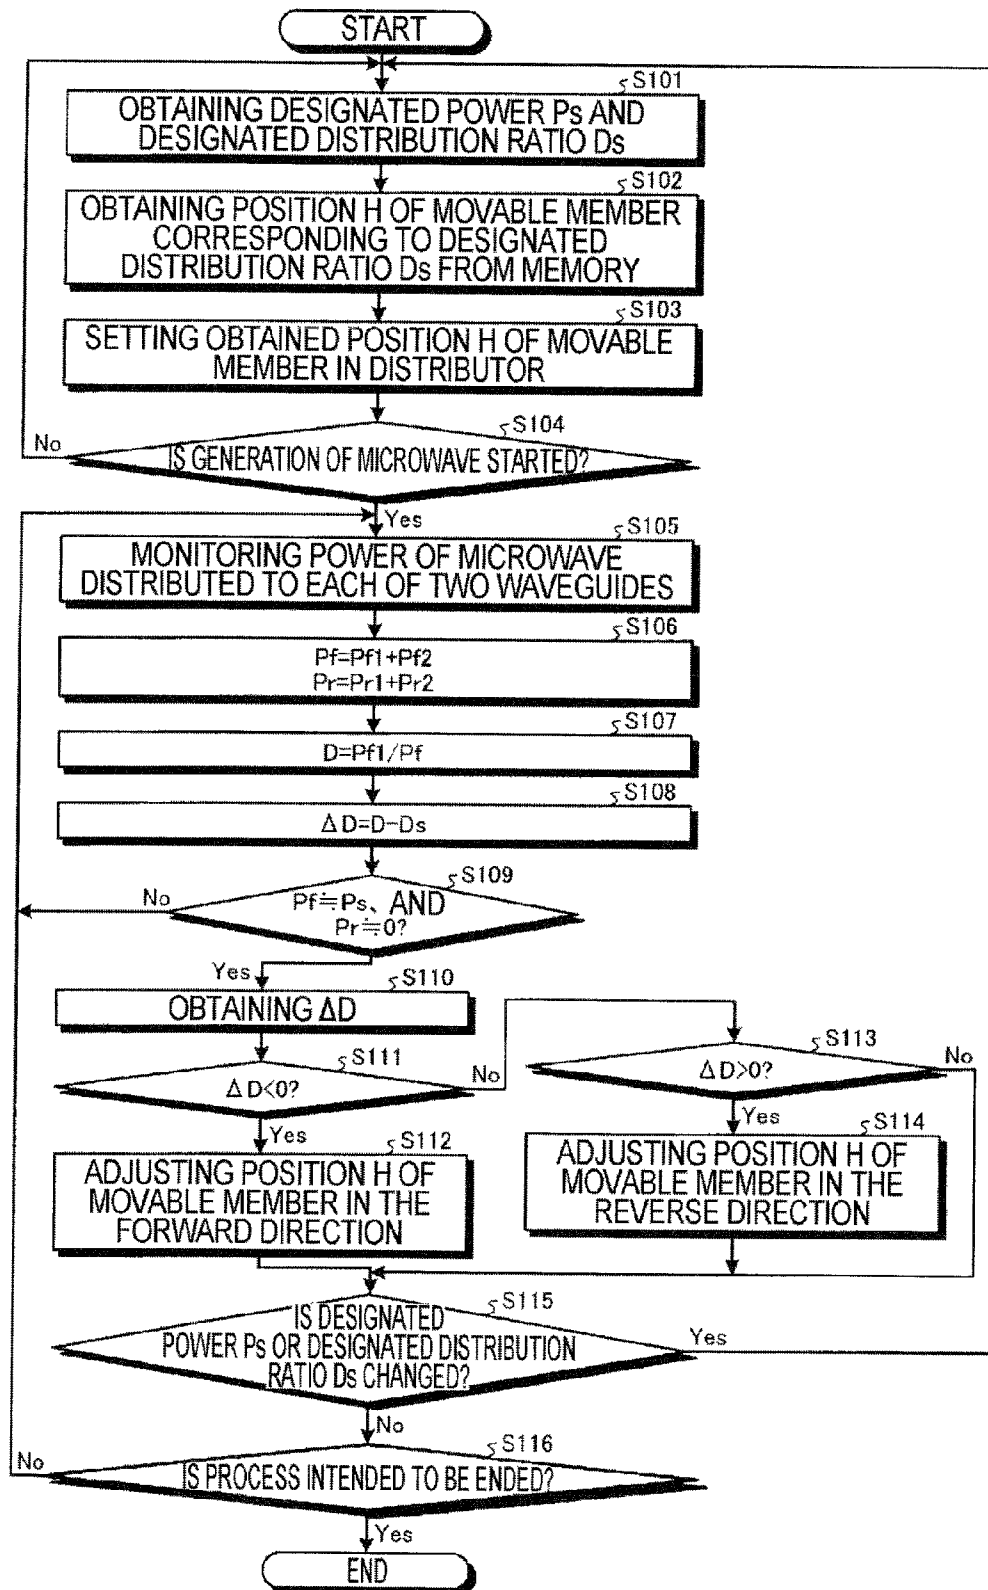 START
S101
OBTAINING DESIGNATED POWER Ps AND
DESIGNATED DISTRIBUTION RATIO Ds
S102
OBTAINING POSITION H OF MOVABLE MEMBER
CORRESPONDING TO DESIGNATED
DISTRIBUTION RATIO Ds FROM MEMORY
S103
SETTING OBTAINED POSITION H OF MOVABLE
MEMBER IN DISTRIBUTOR
S104
No
IS GENERATION OF MICROWAVE STARTED?
Yes
S105
MONITORING POWER OF MICROWAVE
DISTRIBUTED TO EACH OF TWO WAVEGUIDES
S106
Pf=Pf1+Pf2
Pr=Pr1+Pr2
S107
D=Pf1/Pf
S108
ΔD=D-Ds
S109
No
Pf≒Ps、AND
Pr≒0?
Yes
S110
OBTAINING ΔD
S111
ΔD<0?
No
S113
ΔD>0?
No
Yes
S112
ADJUSTING POSITION H OF
MOVABLE MEMBER IN THE
FORWARD DIRECTION
Yes
S114
ADJUSTING POSITION H OF
MOVABLE MEMBER IN THE
REVERSE DIRECTION
S115
IS DESIGNATED
POWER Ps OR DESIGNATED DISTRIBUTION
RATIO Ds CHANGED?
Yes
No
S116
No
IS PROCESS INTENDED TO BE ENDED?
Yes
END